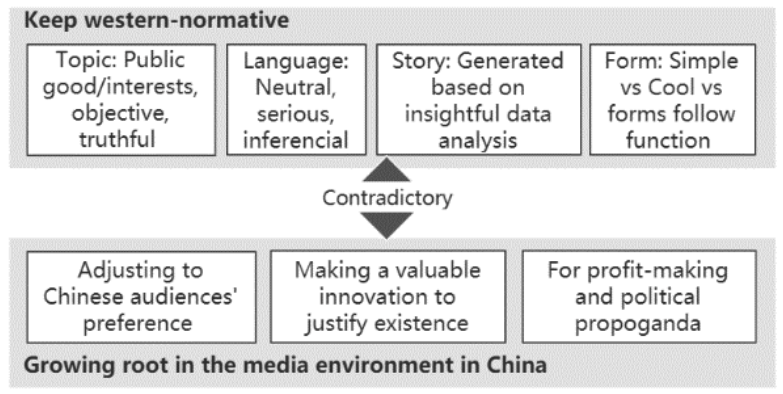 Keep western-normative
Topic: Public
good/interests,
objective,
truthful
Language:
Neutral,
serious,
inferencial
Story: Generated
based on
insightful data
analysis
Form: Simple
vs Cool vs
forms follow
function
Contradictory
Adjusting to
Chinese audiences'
preference
Making a valuable
innovation to
justify existence
For profit-making
and political
propoganda
Growing root in the media environment in China